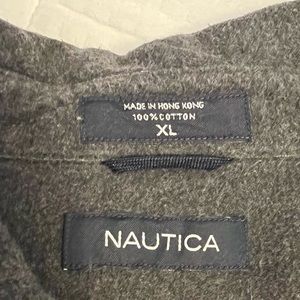 MADE IN HONG KONG
100% COTTON
XL
NAUTICA